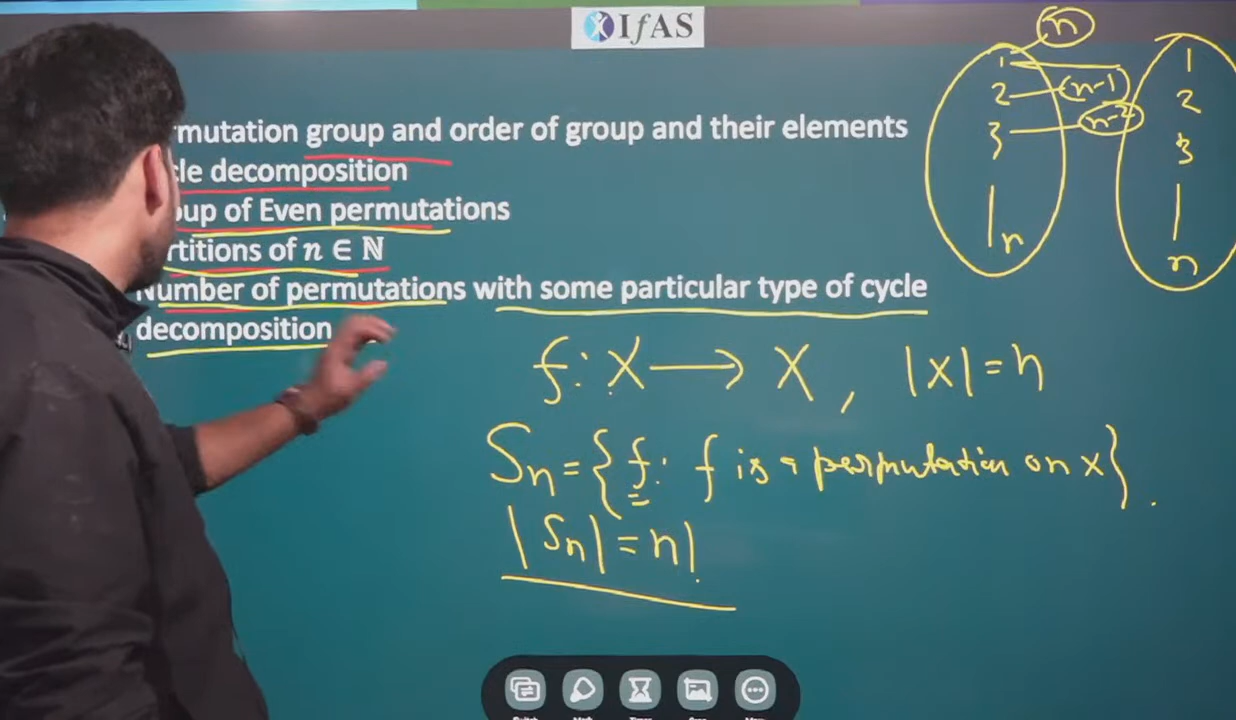 IfAS
rmutation group and order of group and their elements
cle decomposition
oup of Even permutations
rtitions of n ∈ ℕ
Number of permutations with some particular type of cycle
decomposition
n
1
2 n-1
3 n-2
n
1
2
3
n
f: X → X , |X| = n
Sn = { f : f is a perputation on X } .
|Sn| = n!